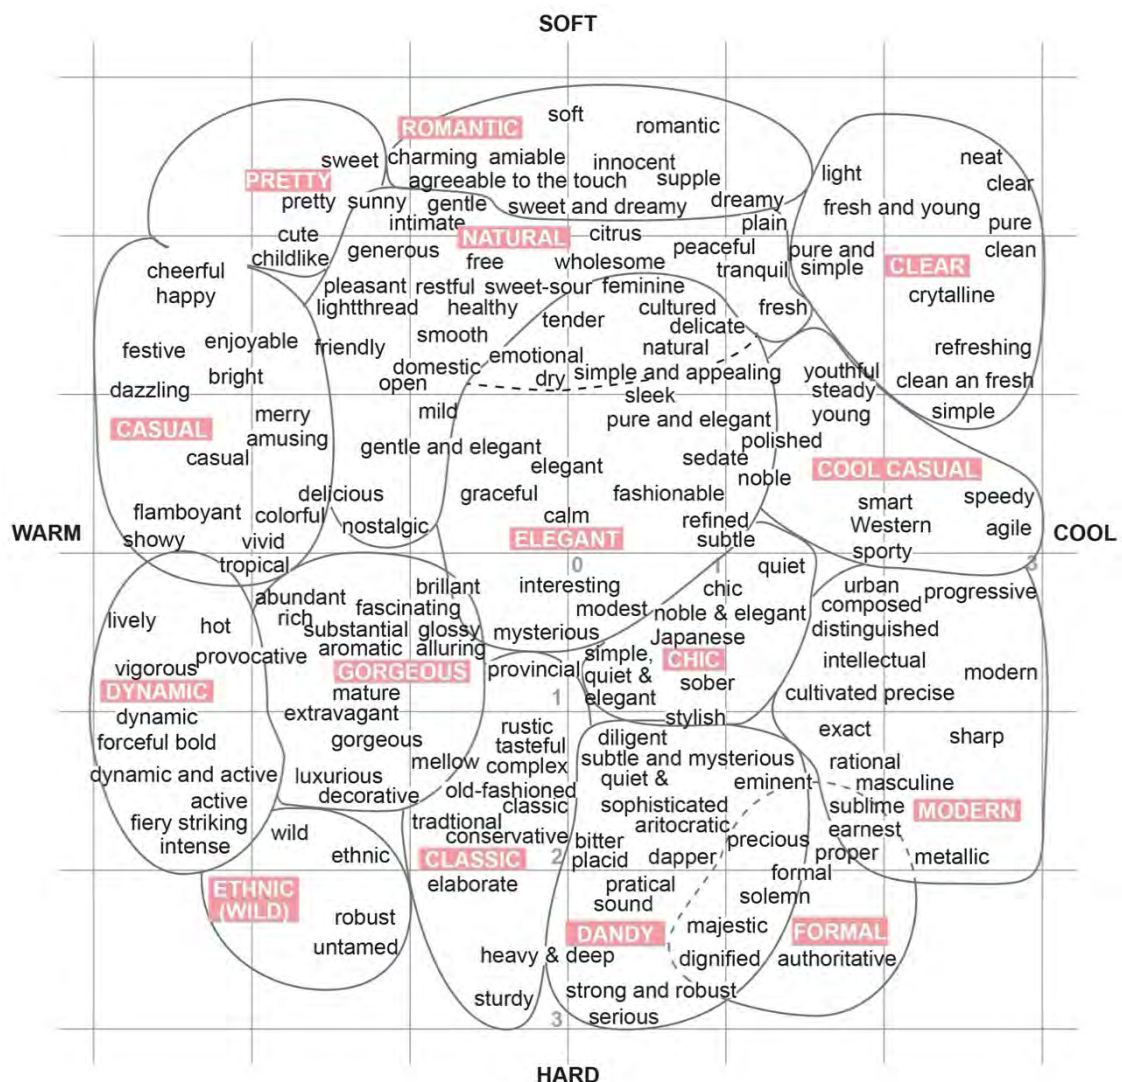 SOFT
soft
ROMANTIC
romantic
sweet
charming
amiable
innocent
neat
light
PRETTY
agreeable to the touch
supple
clear
pretty
sunny
gentle
sweet and dreamy
dreamy
fresh and young
intimate
plain
pure
cute
NATURAL
citrus
generous
peaceful
pure and
simple
clean
childlike
free
wholesome
tranquil
CLEAR
cheerful
happy
pleasant
restful
sweet-sour
feminine
crytalline
lightthread
healthy
cultured
fresh
tender
delicate
smooth
enjoyable
friendly
natural
refreshing
festive
emotional
domestic
open
dry
simple and appealing
youthful
bright
steady
clean an fresh
dazzling
sleek
young
simple
merry
mild
pure and elegant
CASUAL
amusing
gentle and elegant
polished
casual
elegant
sedate
COOL CASUAL
noble
delicious
graceful
fashionable
speedy
smart
flamboyant
colorful
nostalgic
calm
refined
Western
agile
WARM
COOL
showy
vivid
ELEGANT
subtle
sporty
tropical
0
1
quiet
3
brillant
interesting
chic
urban
progressive
abundant
fascinating
modest
noble & elegant
composed
lively
hot
rich
substantial
glossy
mysterious
Japanese
distinguished
aromatic
alluring
simple,
quiet &
elegant
CHIC
provocative
vigorous
GORGEOUS
provincial
intellectual
modern
DYNAMIC
mature
1
sober
cultivated
precise
dynamic
extravagant
stylish
forceful
bold
gorgeous
rustic
tasteful
complex
diligent
exact
sharp
mellow
subtle and mysterious
rational
dynamic and active
luxurious
quiet &
sophisticated
eminent
masculine
decorative
old-fashioned
active
classic
sublime
MODERN
fiery
striking
wild
tradtional
aritocratic
earnest
intense
conservative
bitter
precious
ethnic
CLASSIC
2
placid
dapper
proper
metallic
formal
ETHNIC
(WILD)
elaborate
pratical
solemn
sound
robust
DANDY
majestic
FORMAL
untamed
heavy & deep
dignified
authoritative
sturdy
strong and robust
3
serious
HARD